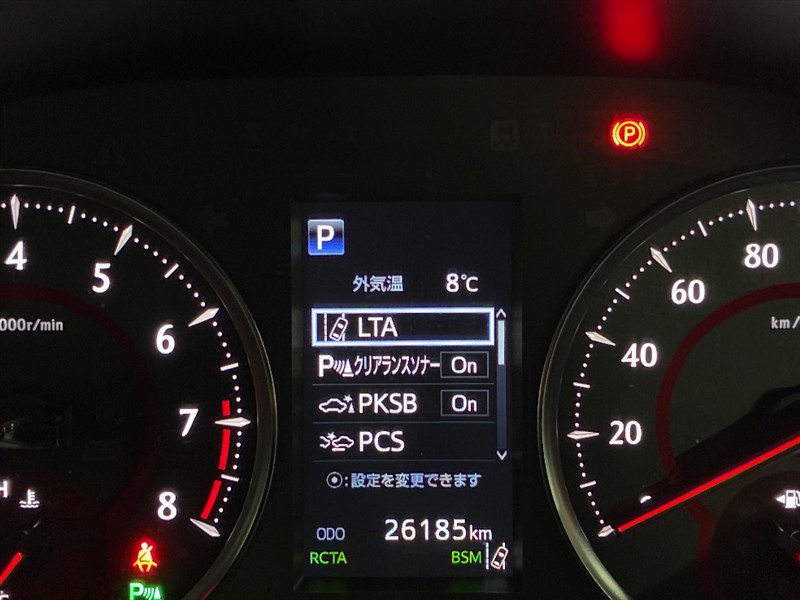 P
4
5
6
7
8
000r/min
H
P
P
外気温 8℃
LTA
Pクリアランスソナー On
PKSB On
PCS
:設定を変更できます
ODO 26185km
RCTA BSM
80
60
40
20
km/